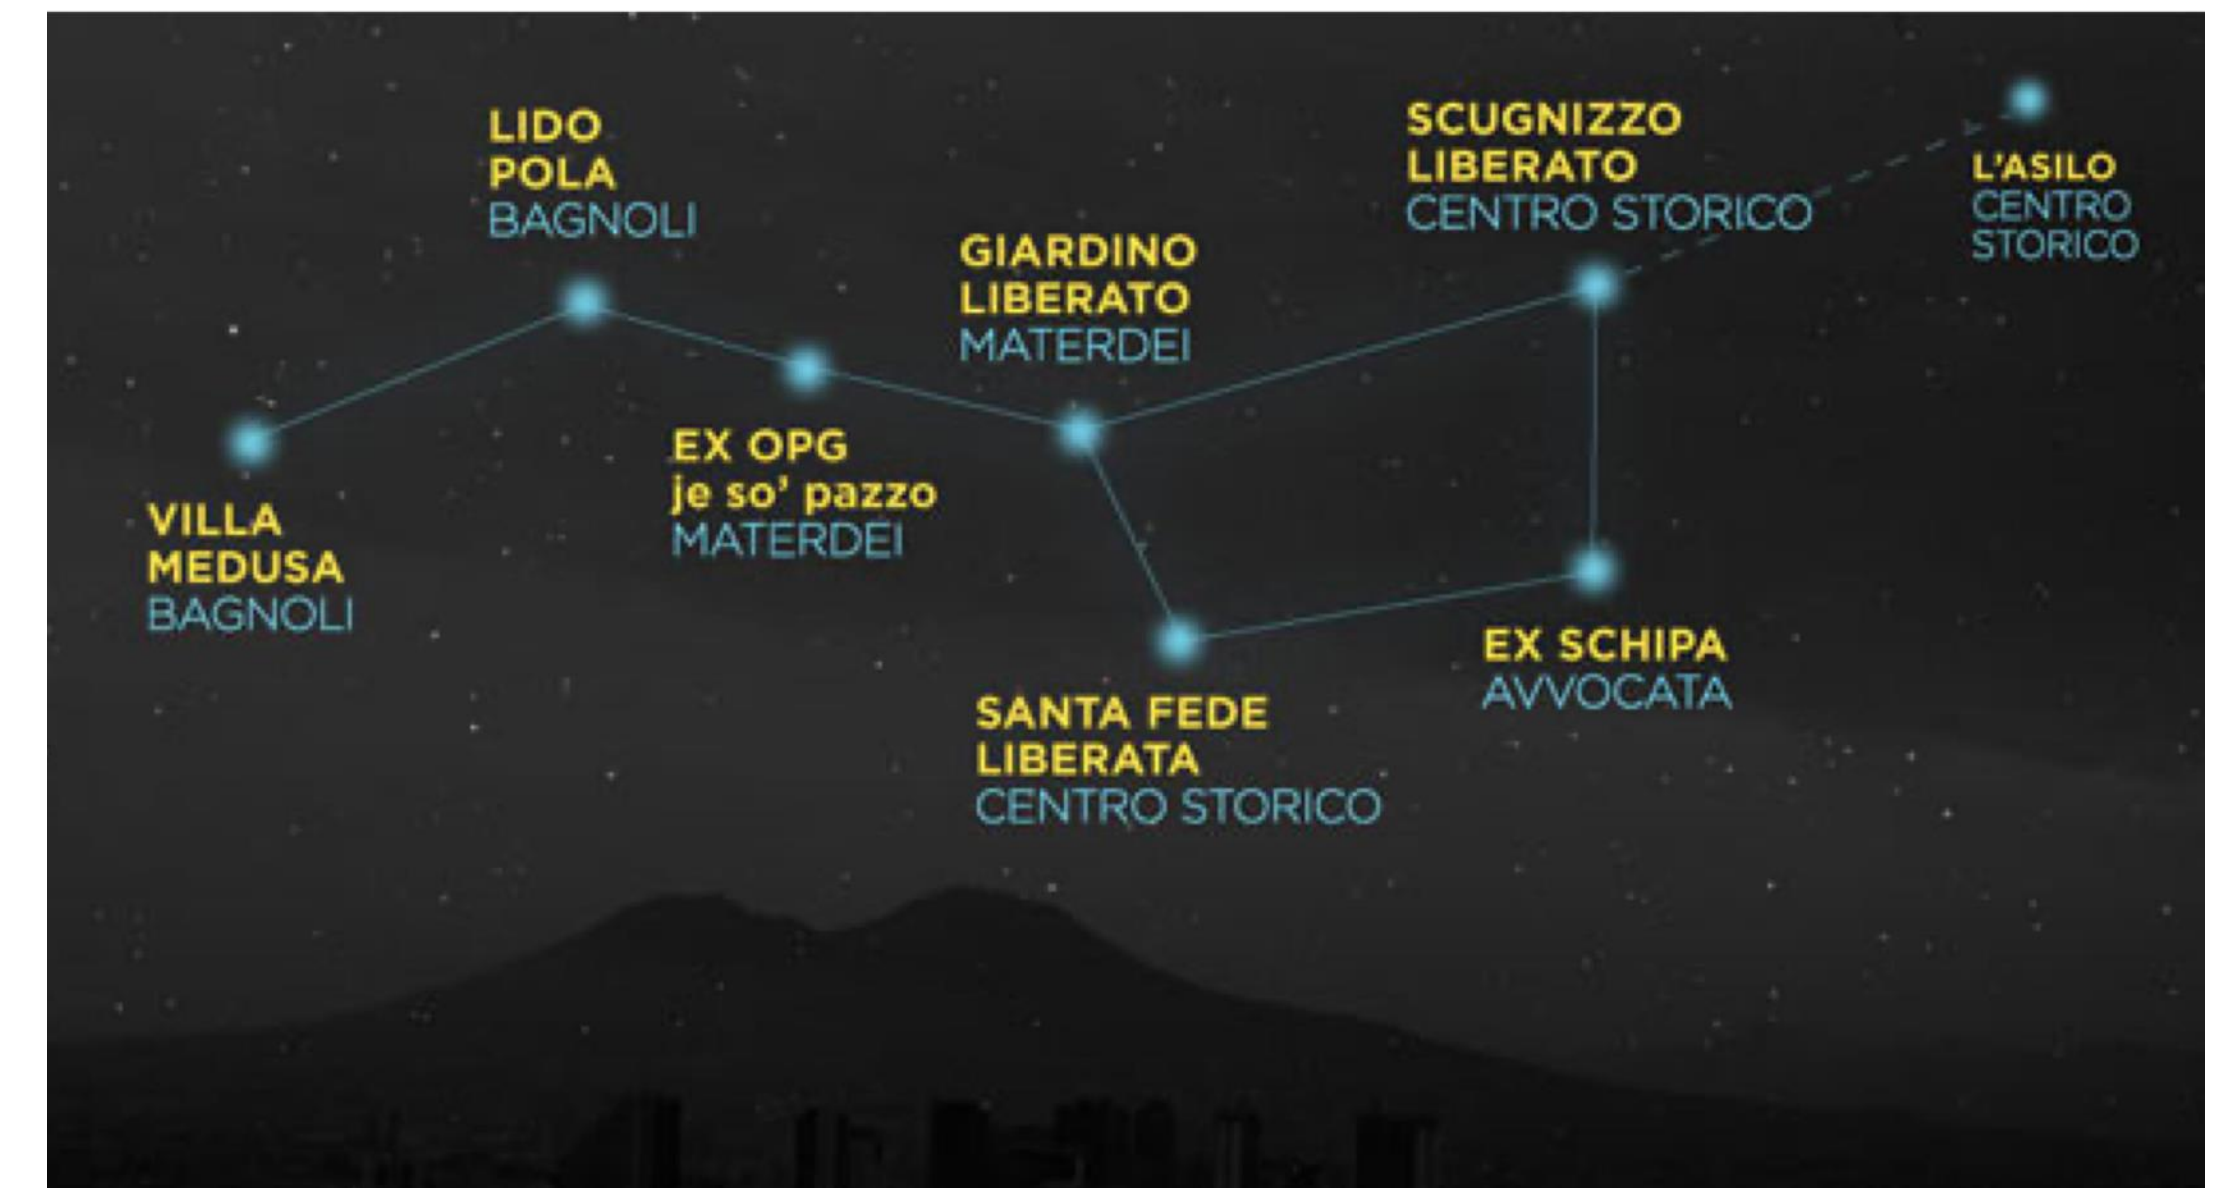 LIDO
POLA
BAGNOLI
SCUGNIZZO
LIBERATO
CENTRO STORICO
L'ASILO
CENTRO
STORICO
GIARDINO
LIBERATO
MATERDEI
EX OPG
je so' pazzo
MATERDEI
VILLA
MEDUSA
BAGNOLI
EX SCHIPA
AVVOCATA
SANTA FEDE
LIBERATA
CENTRO STORICO